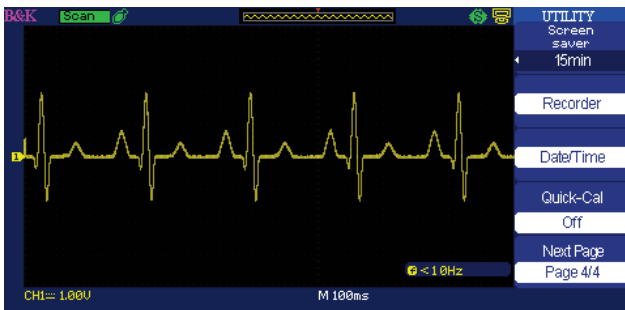 B&K Scan UTILITY
Screen
saver
15min
Recorder
Date/Time
Quick-Cal
Off
Next Page
Page 4/4
1
<10Hz
CH1 1.00V M 100ms